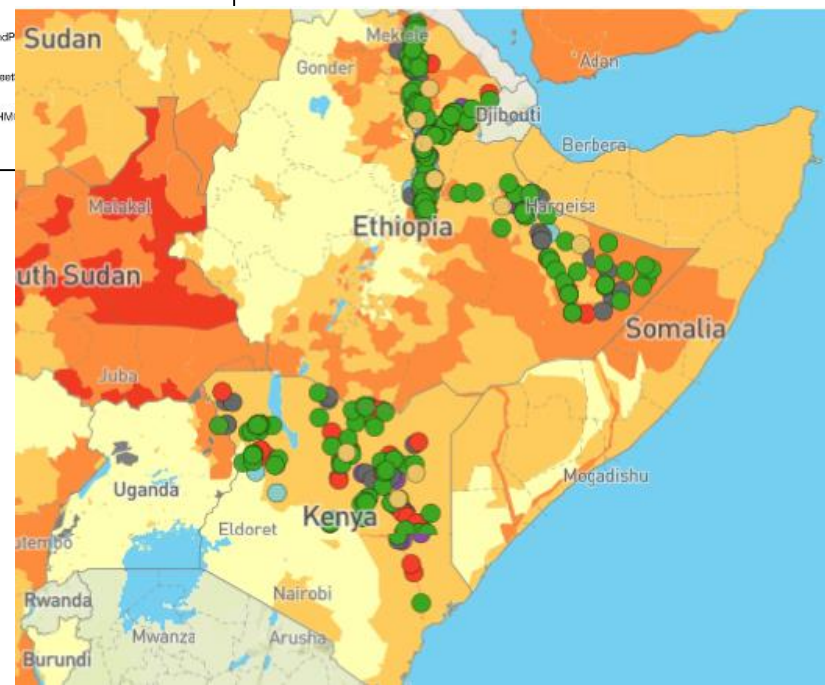 Sudan
Mekele
Gonder
Adan
Djibouti
Berbera
Malakal
Hargeisa
Ethiopia
uth Sudan
Somalia
Juba
Mogadishu
Uganda
Kenya
Eldoret
utembo
Nairobi
Rwanda
Mwanza
Arusha
Burundi